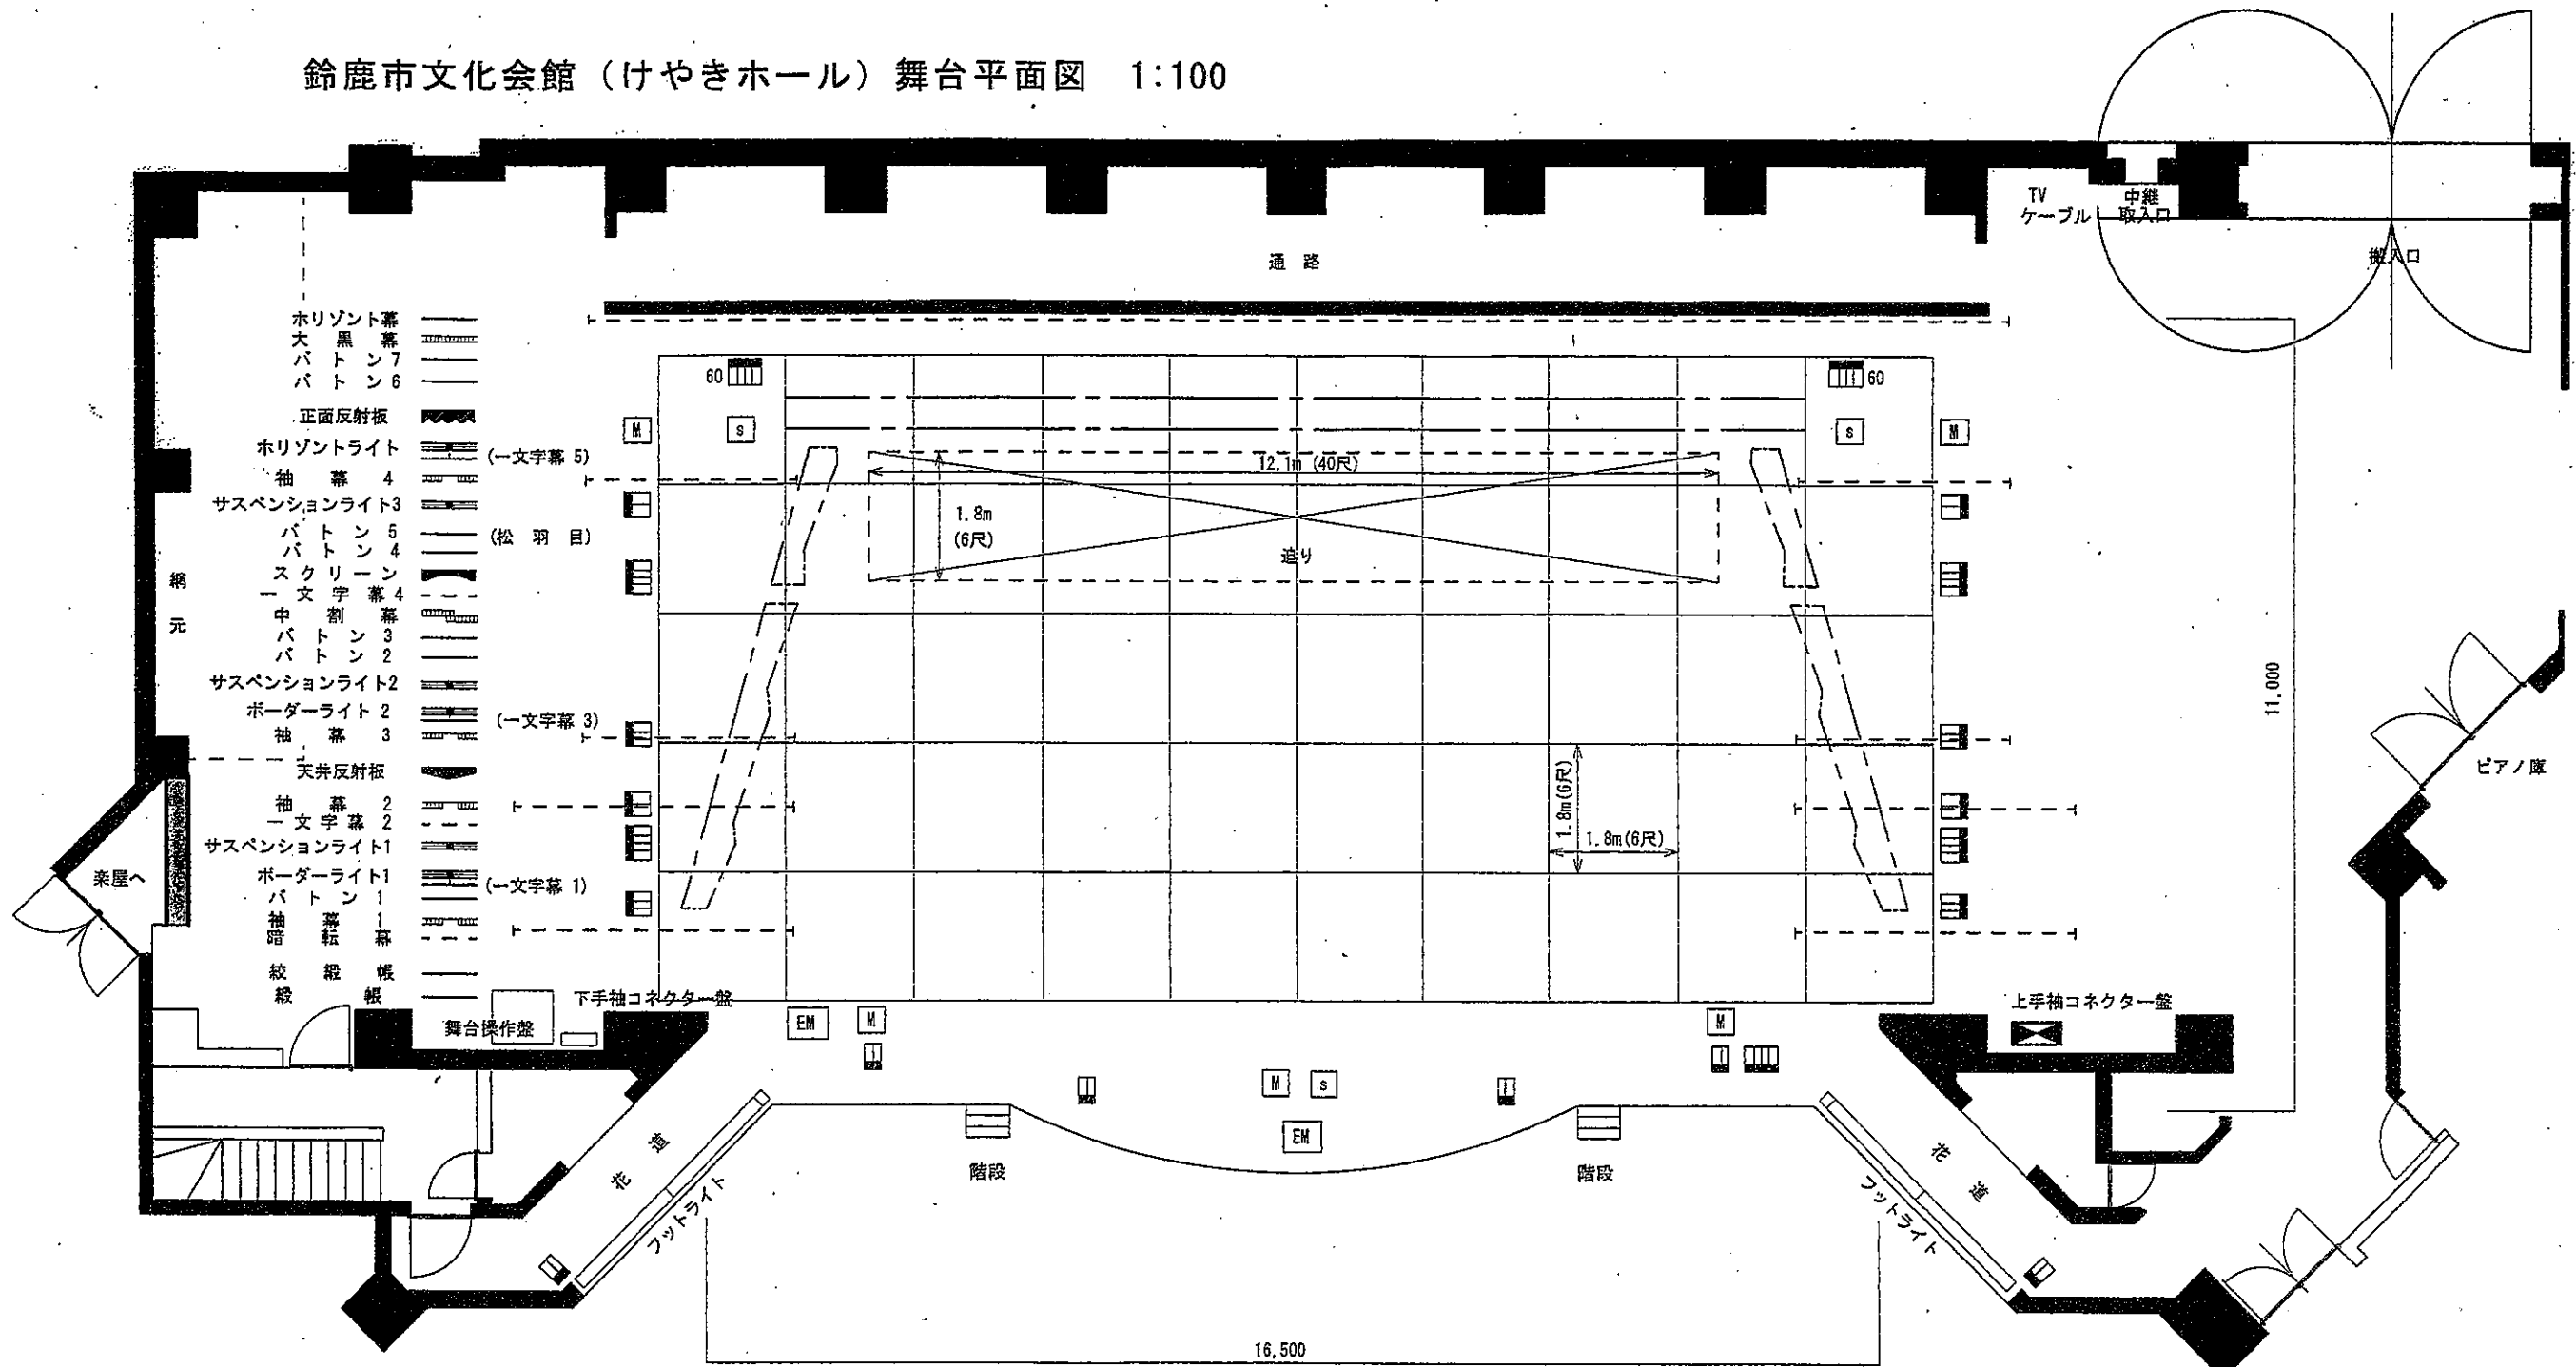 鈴鹿市文化会館（けやきホール）舞台平面図 1:100
TV
ケーブル
中継
取入口
搬入口
通 路
ホリゾント幕
大 黒 幕
バ ト ン 7
バ ト ン 6
正面反射板
ホリゾントライト
(一文字幕 5)
袖 幕 4
サスペンションライト3
バ ト ン 5
(松 羽 目)
バ ト ン 4
ス ク リ ー ン
一 文 字 幕 4
中 割 幕
バ ト ン 3
バ ト ン 2
サスペンションライト2
ボーダーライト 2
(一文字幕 3)
袖 幕 3
天井反射板
袖 幕 2
一 文 字 幕 2
サスペンションライト1
ボーダーライト1
(一文字幕 1)
バ ト ン 1
袖 幕 1
暗 転 幕
絞 緞 帳
緞 帳
綱
元
楽屋へ
60
60
M
s
s
M
12.1m (40尺)
1.8m
(6尺)
迫り
1.8m(6尺)
1.8m(6尺)
11,000
ピアノ庫
下手袖コネクター盤
舞台操作盤
上手袖コネクター盤
EM
M
M
M
s
EM
階段
階段
花 道
フットライト
花 道
フットライト
16,500